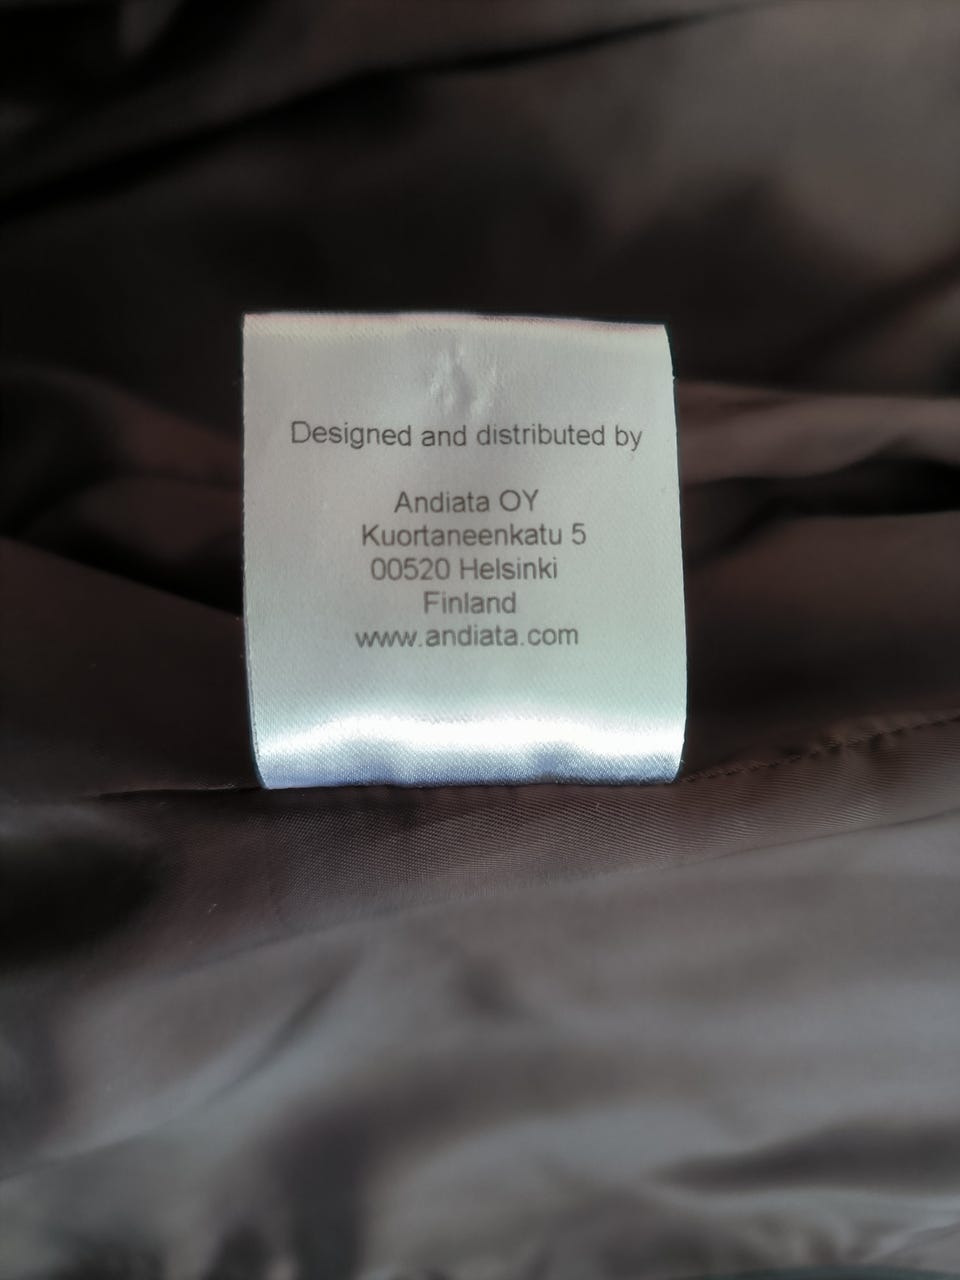 Designed and distributed by
Andiata OY
Kuortaneenkatu 5
00520 Helsinki
Finland
www.andiata.com